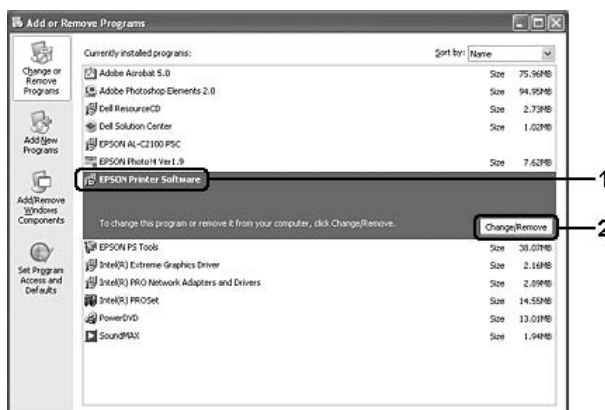 Add or Remove Programs
Change or
Remove
Programs
Add New
Programs
Add/Remove
Windows
Components
Set Program
Access and
Defaults
Currently installed programs:
Sort by: Name
Adobe Acrobat 5.0 Size 75.96MB
Adobe Photoshop Elements 2.0 Size 94.95MB
Dell ResourceCD Size 2.73MB
Dell Solution Center Size 1.02MB
EPSON AL-C2100 PSC
EPSON Photo!4 Ver1.9 Size 7.62MB
EPSON Printer Software 1
To change this program or remove it from your computer, click Change/Remove. Change/Remove 2
EPSON PS Tools Size 38.07MB
Intel(R) Extreme Graphics Driver Size 2.16MB
Intel(R) PRO Network Adapters and Drivers Size 2.89MB
Intel(R) PROSet Size 14.55MB
PowerDVD Size 13.01MB
SoundMAX Size 1.94MB